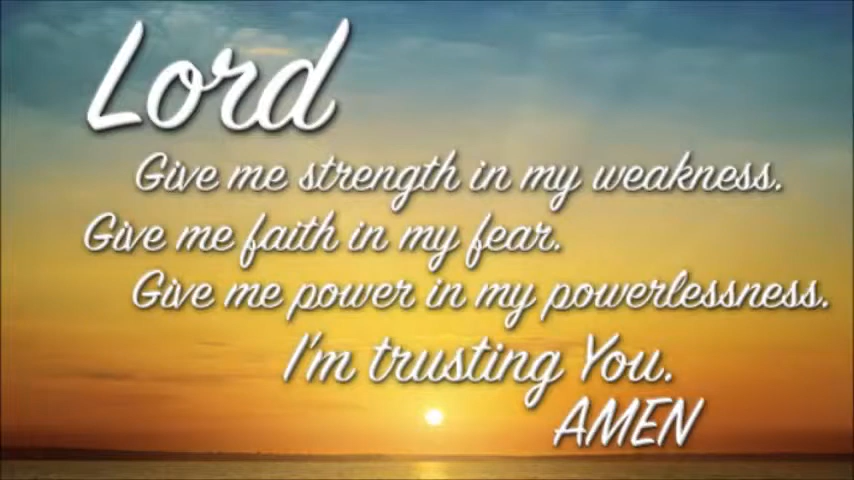 Lord
Give me strength in my weakness.
Give me faith in my fear.
Give me power in my powerlessness.
I'm trusting You.
AMEN